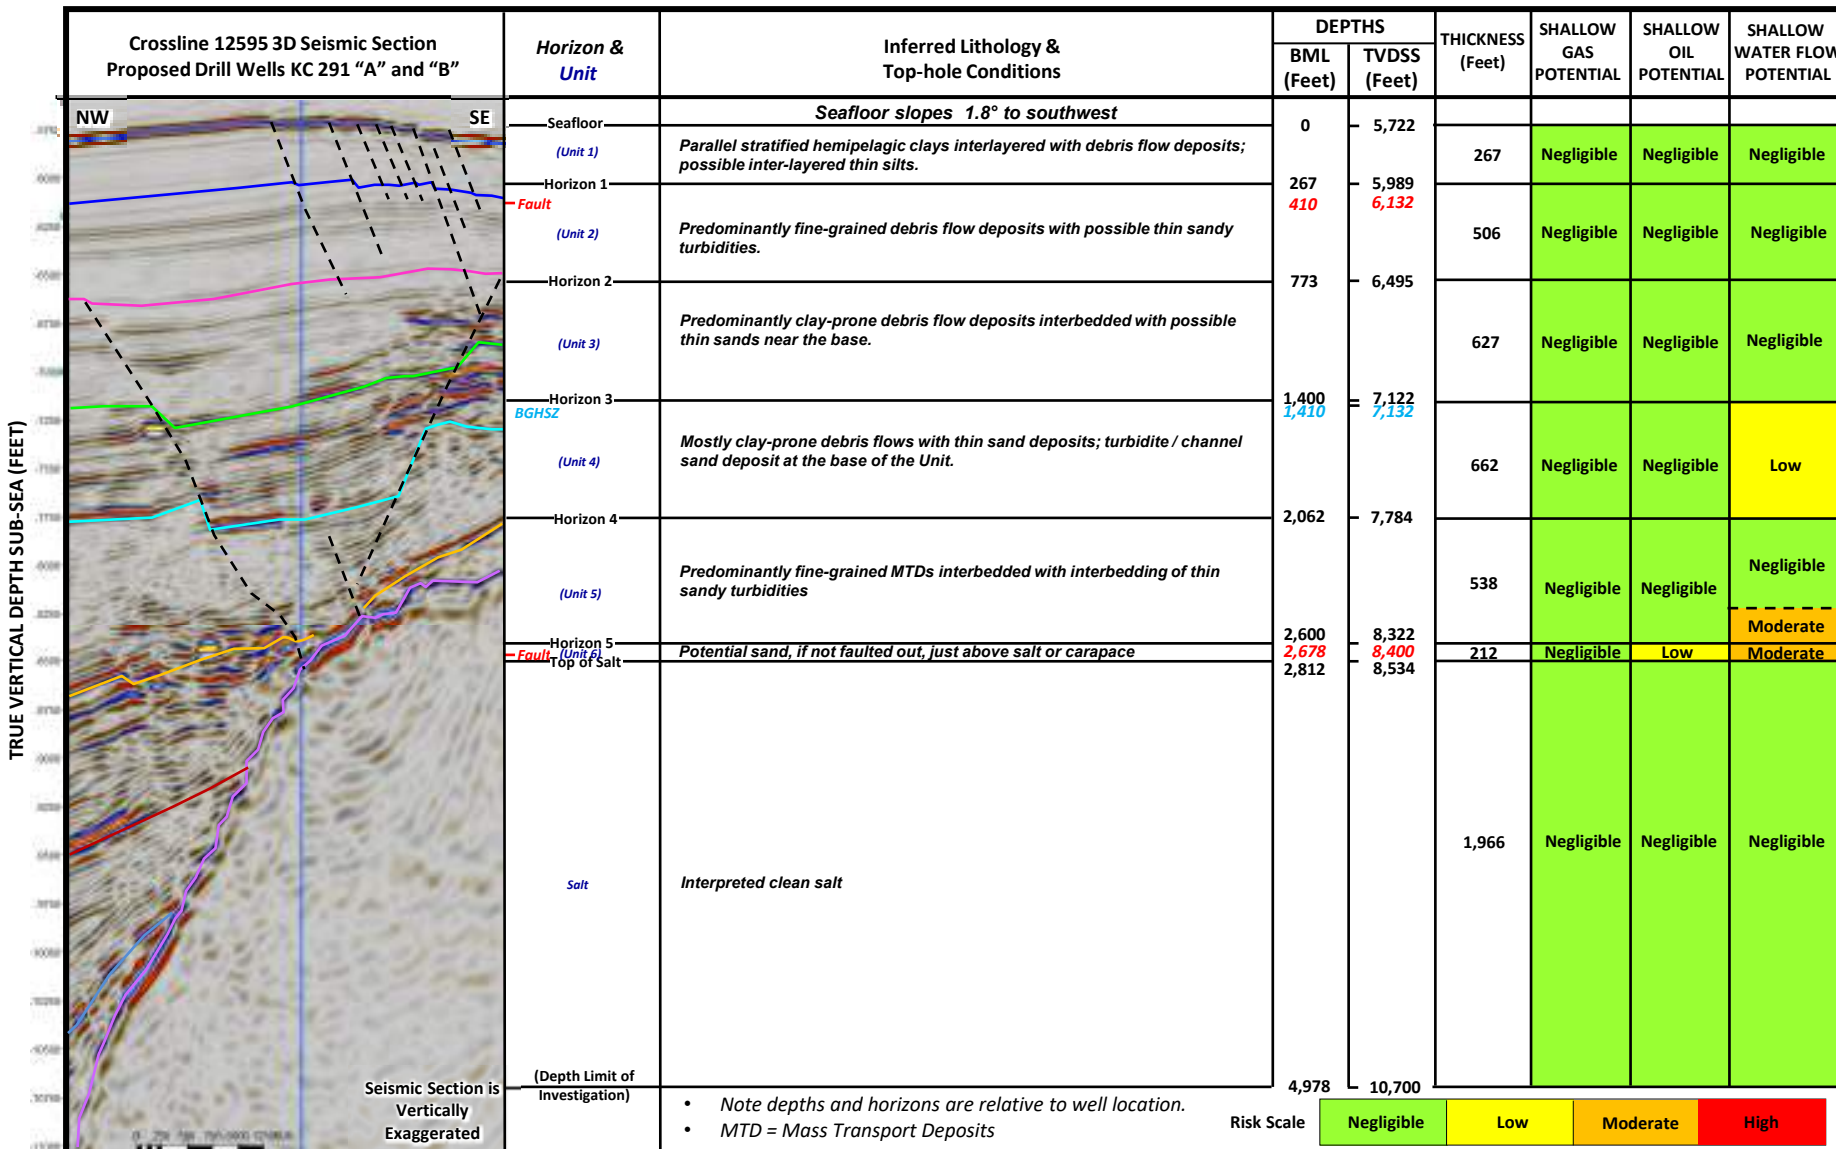 Crossline 12595 3D Seismic Section
Proposed Drill Wells KC 291 "A" and "B"
Horizon &
Unit
Inferred Lithology &
Top-hole Conditions
DEPTHS
BML
(Feet)
TVDSS
(Feet)
THICKNESS
(Feet)
SHALLOW
GAS
POTENTIAL
SHALLOW
OIL
POTENTIAL
SHALLOW
WATER FLOW
POTENTIAL
NW
SE
TRUE VERTICAL DEPTH SUB-SEA (FEET)
Seafloor slopes 1.8° to southwest
Seafloor
0
5,722
(Unit 1)
Parallel stratified hemipelagic clays interlayered with debris flow deposits;
possible inter-layered thin silts.
267
Negligible
Negligible
Negligible
Horizon 1
267
5,989
Fault
410
6,132
(Unit 2)
Predominantly fine-grained debris flow deposits with possible thin sandy
turbidities.
506
Negligible
Negligible
Negligible
Horizon 2
773
6,495
(Unit 3)
Predominantly clay-prone debris flow deposits interbedded with possible
thin sands near the base.
627
Negligible
Negligible
Negligible
Horizon 3
1,400
7,122
BGHSZ
1,410
7,132
(Unit 4)
Mostly clay-prone debris flows with thin sand deposits; turbidite / channel
sand deposit at the base of the Unit.
662
Negligible
Negligible
Low
Horizon 4
2,062
7,784
(Unit 5)
Predominantly fine-grained MTDs interbedded with interbedding of thin
sandy turbidities
538
Negligible
Negligible
Negligible
Moderate
Horizon 5
2,600
8,322
Fault
(Unit 6)
Potential sand, if not faulted out, just above salt or carapace
2,678
8,400
212
Negligible
Low
Moderate
Top of Salt
2,812
8,534
Salt
Interpreted clean salt
1,966
Negligible
Negligible
Negligible
(Depth Limit of
Investigation)
4,978
10,700
Seismic Section is
Vertically
Exaggerated
• Note depths and horizons are relative to well location.
• MTD = Mass Transport Deposits
Risk Scale
Negligible
Low
Moderate
High